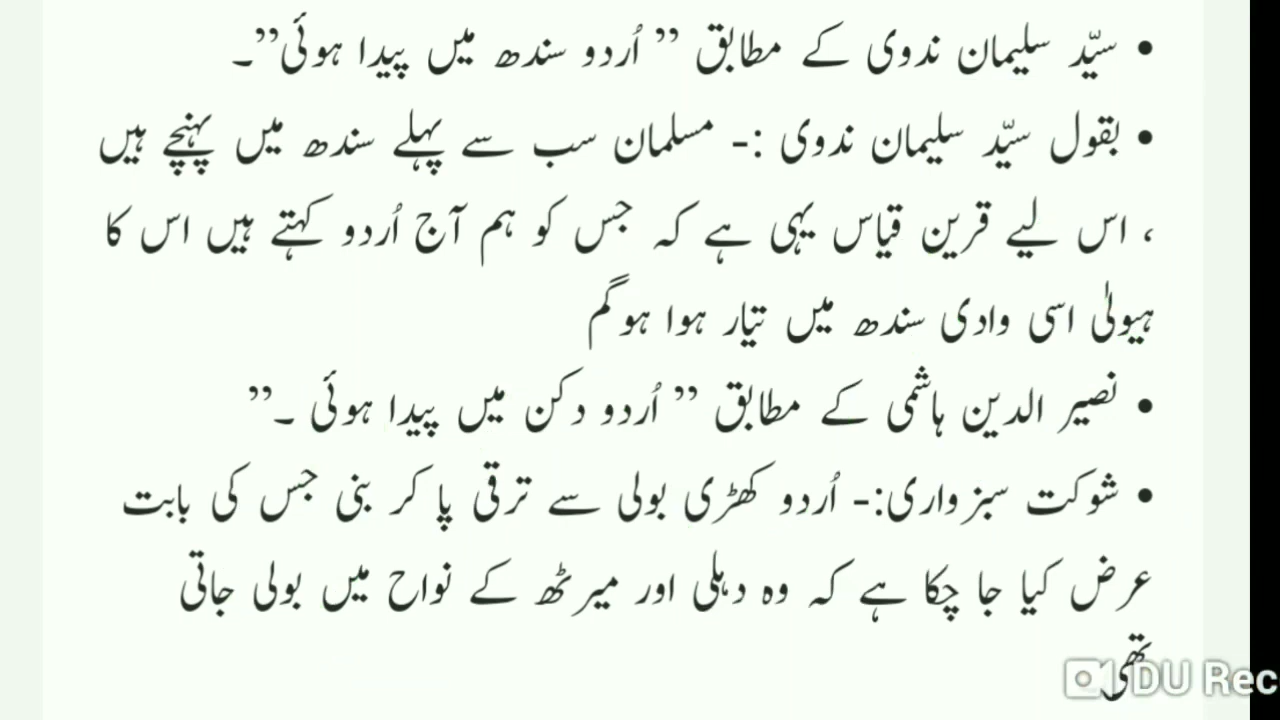 • سیّد سلیمان ندوی کے مطابق ” اُردو سندھ میں پیدا ہوئی”۔
• بقول سیّد سلیمان ندوی :- مسلمان سب سے پہلے سندھ میں پہنچے ہیں
، اس لیے قرین قیاس یہی ہے کہ جس کو ہم آج اُردو کہتے ہیں اس کا
ہیولٰی اسی وادی سندھ میں تیار ہوا ہوگم
• نصیر الدین ہاشمی کے مطابق ” اُردو دکن میں پیدا ہوئی ۔”
• شوکت سبزواری:- اُردو کھڑی بولی سے ترقی پا کر بنی جس کی بابت
عرض کیا جا چکا ہے کہ وہ دہلی اور میرٹھ کے نواح میں بولی جاتی
تھی
DU Rec